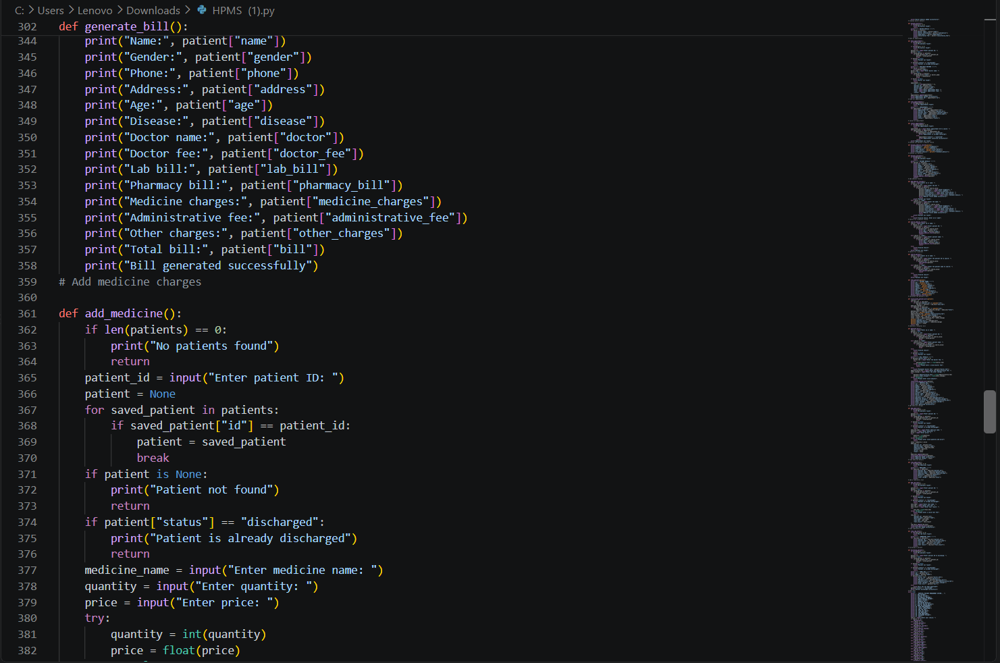 C: > Users > Lenovo > Downloads > HPMS (1).py
302 def generate_bill():
344     print("Name:", patient["name"])
345     print("Gender:", patient["gender"])
346     print("Phone:", patient["phone"])
347     print("Address:", patient["address"])
348     print("Age:", patient["age"])
349     print("Disease:", patient["disease"])
350     print("Doctor name:", patient["doctor"])
351     print("Doctor fee:", patient["doctor_fee"])
352     print("Lab bill:", patient["lab_bill"])
353     print("Pharmacy bill:", patient["pharmacy_bill"])
354     print("Medicine charges:", patient["medicine_charges"])
355     print("Administrative fee:", patient["administrative_fee"])
356     print("Other charges:", patient["other_charges"])
357     print("Total bill:", patient["bill"])
358     print("Bill generated successfully")
359 # Add medicine charges
360
361 def add_medicine():
362     if len(patients) == 0:
363         print("No patients found")
364         return
365     patient_id = input("Enter patient ID: ")
366     patient = None
367     for saved_patient in patients:
368         if saved_patient["id"] == patient_id:
369             patient = saved_patient
370             break
371     if patient is None:
372         print("Patient not found")
373         return
374     if patient["status"] == "discharged":
375         print("Patient is already discharged")
376         return
377     medicine_name = input("Enter medicine name: ")
378     quantity = input("Enter quantity: ")
379     price = input("Enter price: ")
380     try:
381         quantity = int(quantity)
382         price = float(price)